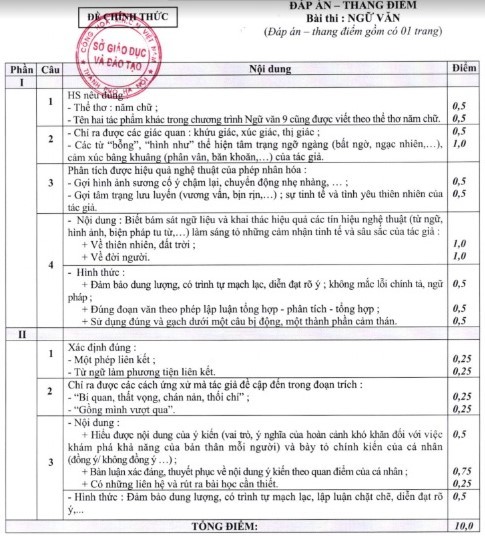 ĐỀ CHÍNH THỨC
ĐÁP ÁN – THANG ĐIỂM
Bài thi : NGỮ VĂN
(Đáp án – thang điểm gồm có 01 trang)
SỞ GIÁO DỤC
VÀ ĐÀO TẠO
THÀNH PHỐ HÀ NỘI
Phần Câu Nội dung Điểm
I
1 HS nêu đúng :
- Thể thơ : năm chữ ; 0,5
- Tên hai tác phẩm khác trong chương trình Ngữ văn 9 cũng được viết theo thể thơ năm chữ. 0,5
2 - Chỉ ra được các giác quan : khứu giác, xúc giác, thị giác ; 0,5
- Các từ “bỗng”, “hình như” thể hiện tâm trạng ngỡ ngàng (bất ngờ, ngạc nhiên,…), 1,0
cảm xúc bâng khuâng (phân vân, băn khoăn,…) của tác giả.
3 Phân tích được hiệu quả nghệ thuật của phép nhân hóa :
- Gợi hình ảnh sương cố ý chậm lại, chuyển động nhẹ nhàng, … ; 0,5
- Gợi tâm trạng lưu luyến (vương vấn, bịn rịn,…) ; sự tinh tế và tình yêu thiên nhiên của 0,5
tác giả.
4 - Nội dung : Biết bám sát ngữ liệu và khai thác hiệu quả các tín hiệu nghệ thuật (từ ngữ,
hình ảnh, biện pháp tu từ,…) làm sáng tỏ những cảm nhận tinh tế và sâu sắc của tác giả :
+ Về thiên nhiên, đất trời ; 1,0
+ Về đời người. 1,0
- Hình thức :
+ Đảm bảo dung lượng, có trình tự mạch lạc, diễn đạt rõ ý ; không mắc lỗi chính tả, ngữ 0,5
pháp ;
+ Đúng đoạn văn theo phép lập luận tổng hợp - phân tích - tổng hợp ; 0,5
+ Sử dụng đúng và gạch dưới một câu bị động, một thành phần cảm thán. 0,5
II
1 Xác định đúng :
- Một phép liên kết ; 0,25
- Từ ngữ làm phương tiện liên kết. 0,25
2 Chỉ ra được các cách ứng xử mà tác giả đề cập đến trong đoạn trích :
- “Bi quan, thất vọng, chán nản, thối chí” ; 0,25
- “Gồng mình vượt qua”. 0,25
3 - Nội dung :
+ Hiểu được nội dung của ý kiến (vai trò, ý nghĩa của hoàn cảnh khó khăn đối với việc 0,5
khám phá khả năng của bản thân mỗi người) và bày tỏ chính kiến của cá nhân
(đồng ý/ không đồng ý …) ;
+ Bàn luận xác đáng, thuyết phục về nội dung ý kiến theo quan điểm của cá nhân ; 0,75
+ Có những liên hệ và rút ra bài học cần thiết. 0,25
- Hình thức : Đảm bảo dung lượng, có trình tự mạch lạc, lập luận chặt chẽ, diễn đạt rõ 0,5
ý,...
TỔNG ĐIỂM: 10,0